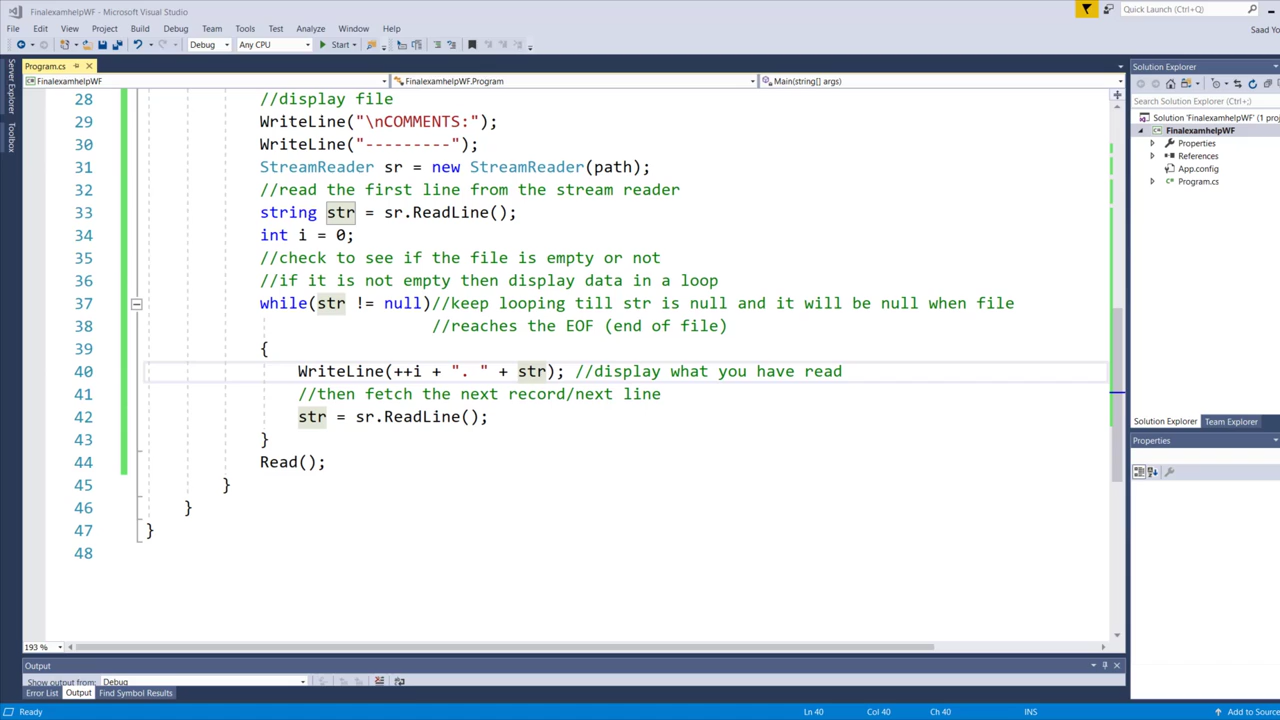 FinalexamhelpWF - Microsoft Visual Studio
Quick Launch (Ctrl+Q)
File Edit View Project Build Debug Team Tools Test Analyze Window Help
Saad Yo
Debug Any CPU Start
Server Explorer
Toolbox
Program.cs
FinalexamhelpWF FinalexamhelpWF.Program Main(string[] args)
28 //display file
29 WriteLine("\nCOMMENTS:");
30 WriteLine("---------");
31 StreamReader sr = new StreamReader(path);
32 //read the first line from the stream reader
33 string str = sr.ReadLine();
34 int i = 0;
35 //check to see if the file is empty or not
36 //if it is not empty then display data in a loop
37 while(str != null)//keep looping till str is null and it will be null when file
38 //reaches the EOF (end of file)
39 {
40 WriteLine(++i + ". " + str); //display what you have read
41 //then fetch the next record/next line
42 str = sr.ReadLine();
43 }
44 Read();
45 }
46 }
47 }
48
193 %
Solution Explorer
Search Solution Explorer (Ctrl+;)
Solution 'FinalexamhelpWF' (1 proj
FinalexamhelpWF
Properties
References
App.config
Program.cs
Solution Explorer Team Explorer
Properties
Output
Show output from: Debug
Error List Output Find Symbol Results
Ready Ln 40 Col 40 Ch 40 INS Add to Source